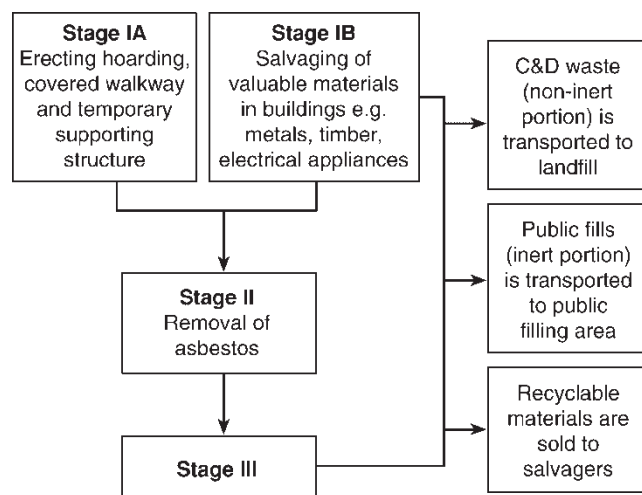 Stage IA
Erecting hoarding,
covered walkway
and temporary
supporting
structure
Stage IB
Salvaging of
valuable materials
in buildings e.g.
metals, timber,
electrical appliances
C&D waste
(non-inert
portion) is
transported to
landfill
Public fills
(inert portion)
is transported
to public
filling area
Stage II
Removal of
asbestos
Recyclable
materials are
sold to
salvagers
Stage III